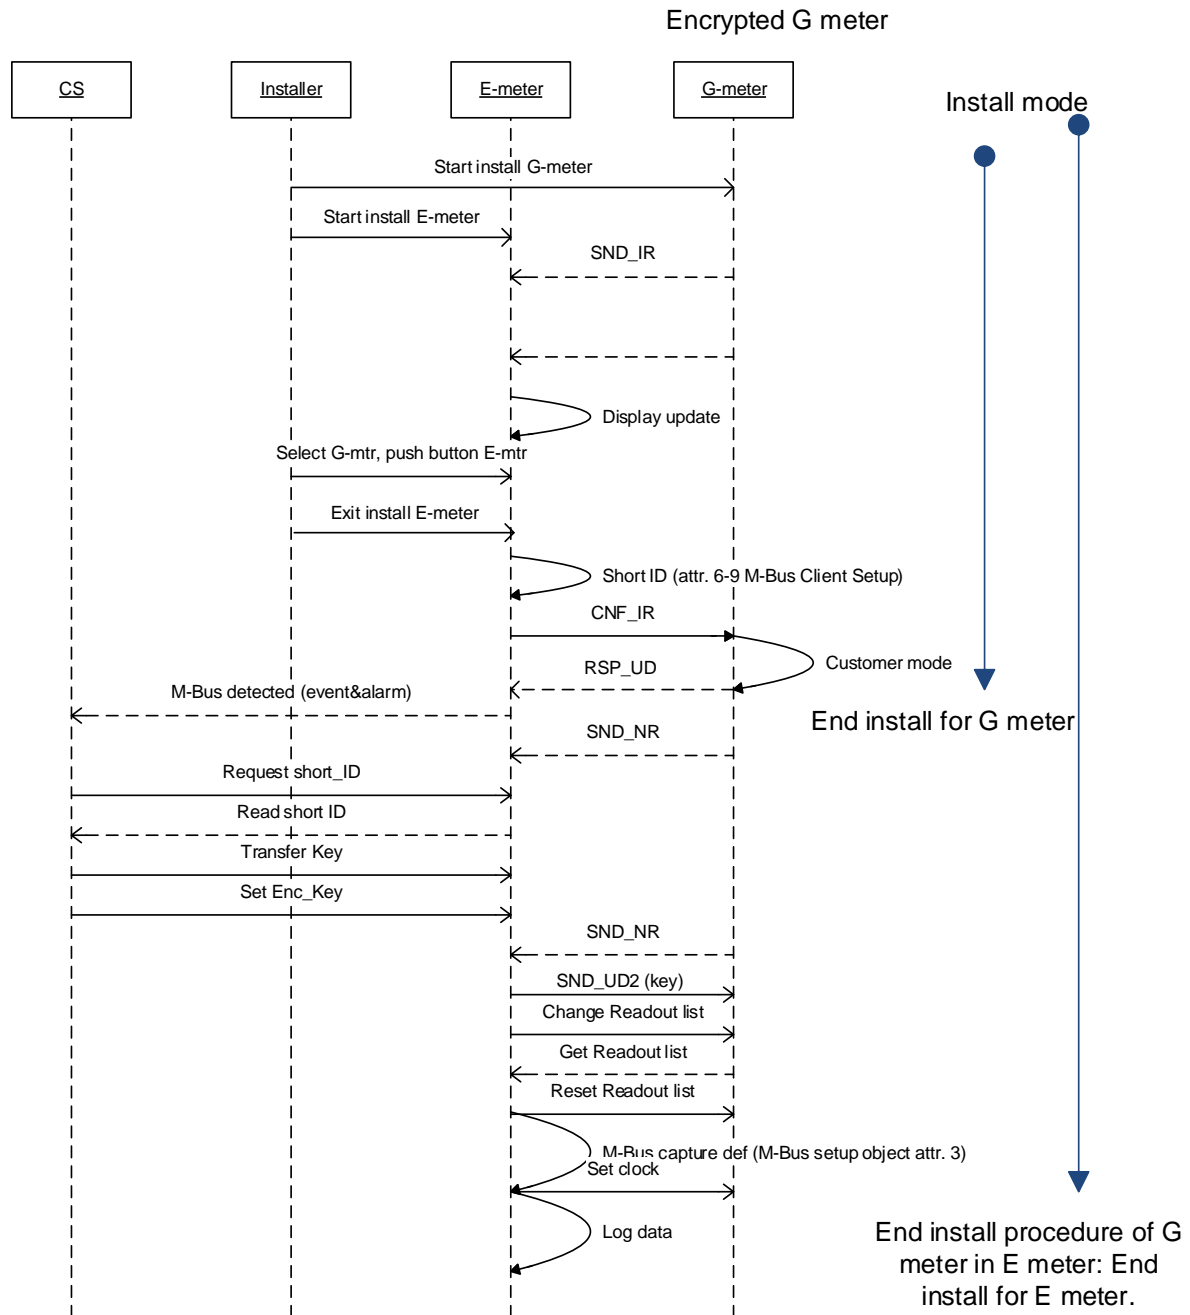 Encrypted G meter
CS
Installer
E-meter
G-meter
Install mode
Start install G-meter
Start install E-meter
SND_IR
Display update
Select G-mtr, push button E-mtr
Exit install E-meter
Short ID (attr. 6-9 M-Bus Client Setup)
CNF_IR
Customer mode
RSP_UD
M-Bus detected (event&alarm)
End install for G meter
SND_NR
Request short_ID
Read short ID
Transfer Key
Set Enc_Key
SND_NR
SND_UD2 (key)
Change Readout list
Get Readout list
Reset Readout list
M-Bus capture def (M-Bus setup object attr. 3)
Set clock
Log data
End install procedure of G
meter in E meter: End
install for E meter.